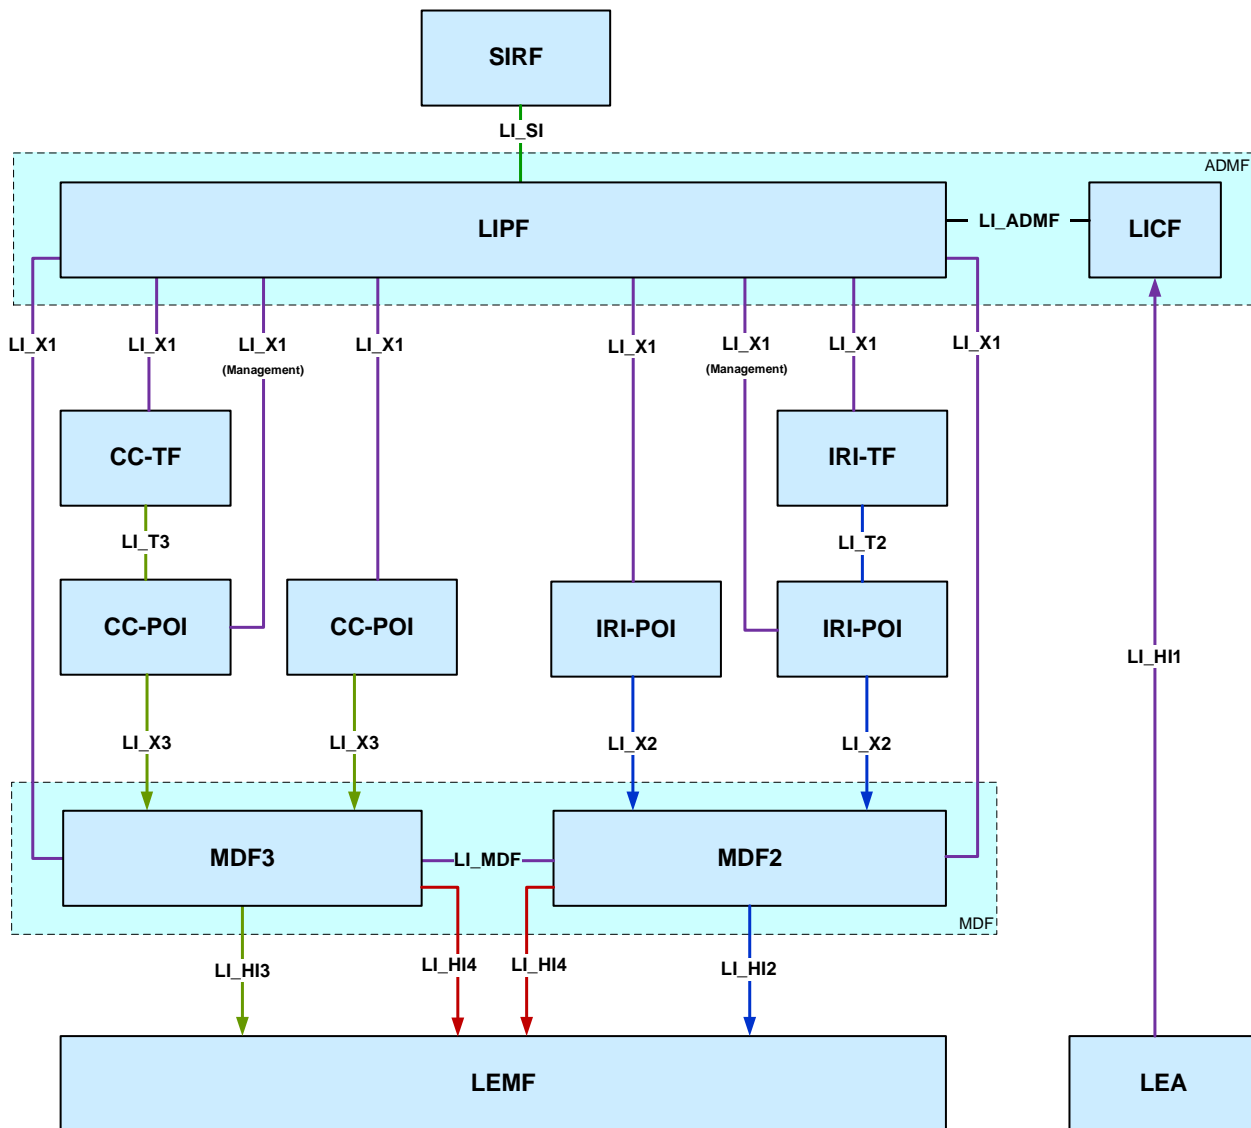 SIRF
LI_SI
ADMF
LIPF
LI_ADMF
LICF
LI_X1
LI_X1
LI_X1
(Management)
LI_X1
LI_X1
LI_X1
(Management)
LI_X1
LI_X1
CC-TF
IRI-TF
LI_T3
LI_T2
CC-POI
CC-POI
IRI-POI
IRI-POI
LI_HI1
LI_X3
LI_X3
LI_X2
LI_X2
MDF3
LI_MDF
MDF2
MDF
LI_HI3
LI_HI4
LI_HI4
LI_HI2
LEMF
LEA